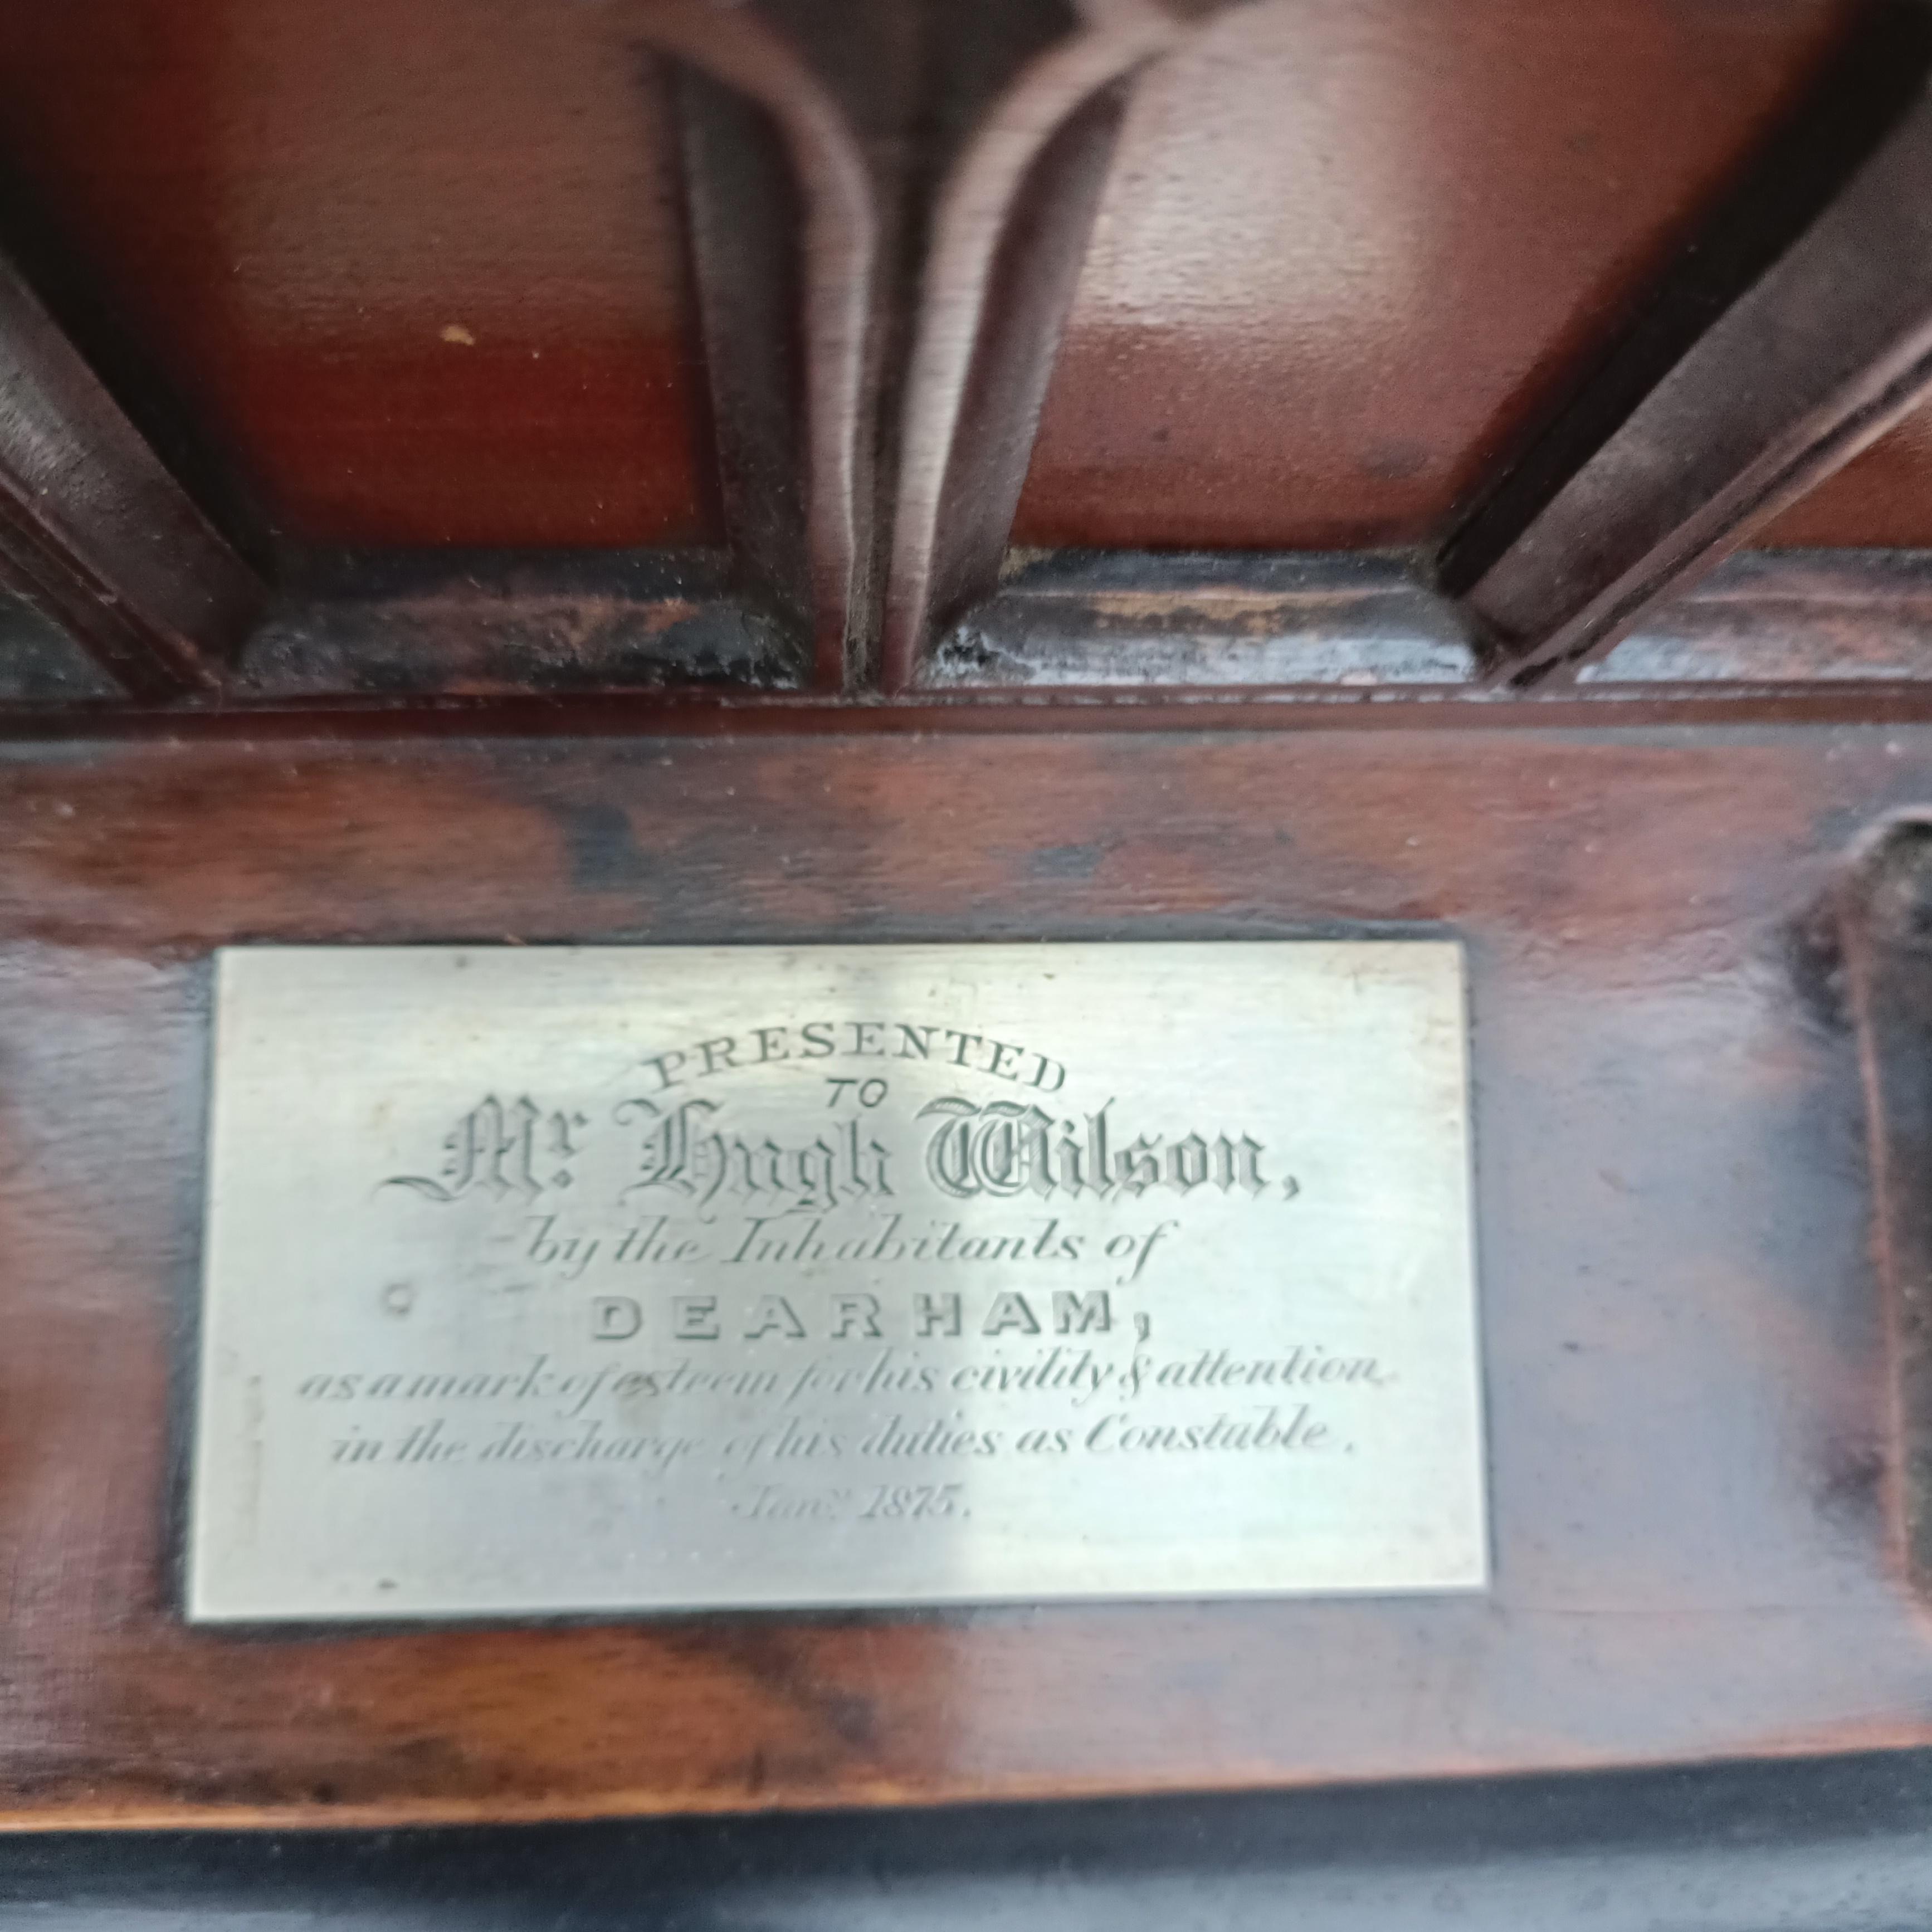 PRESENTED
TO
Mr. Hugh Wilson,
by the Inhabitants of
DEARHAM,
as a mark of esteem for his civility & attention
in the discharge of his duties as Constable.
Jany. 1875.